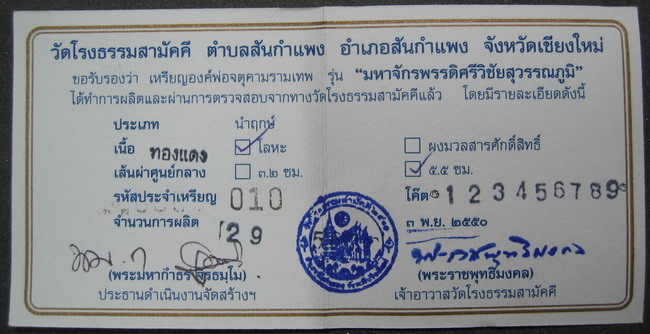 วัดโรงธรรมสามัคคี ตำบลสันกำแพง อำเภอสันกำแพง จังหวัดเชียงใหม่
ขอรับรองว่า เหรียญองค์พ่อจตุคามรามเทพ รุ่น “มหาจักรพรรดิศรีวิชัยสุวรรณภูมิ”
ได้ทำการผลิตและผ่านการตรวจสอบจากทางวัดโรงธรรมสามัคคีแล้ว โดยมีรายละเอียดดังนี้
ประเภท นำฤกษ์
เนื้อ ทองแดง โลหะ ผงมวลสารศักดิ์สิทธิ์
เส้นผ่าศูนย์กลาง ๓.๒ ซม. ๕.๕ ซม.
รหัสประจำเหรียญ 010 โค๊ต 123456789
จำนวนการผลิต 129 ๓ พ.ย. ๒๕๕๐
(พระมหากำธร (พระราชพุทธิมงคล)
ประธานดำเนินงานจัดสร้างฯ เจ้าอาวาสวัดโรงธรรมสามัคคี